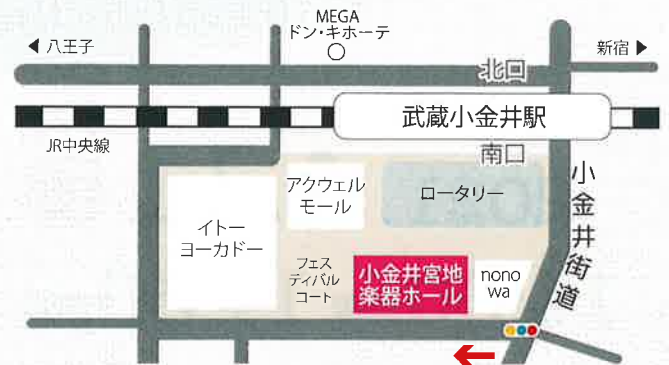 MEGA
ドン・キホーテ
◀ 八王子
新宿 ▶
北口
武蔵小金井駅
JR中央線
南口
小金井街道
アクウェル
モール
ロータリー
イトー
ヨーカドー
フェス
ティバル
コート
小金井宮地
楽器ホール
nono
wa